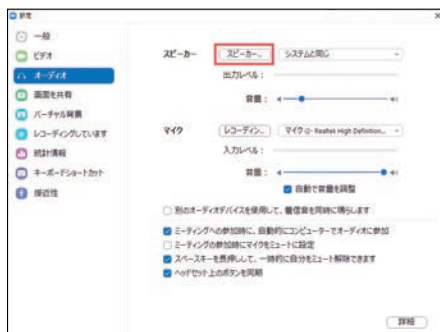 設定
一般
ビデオ
オーディオ
画面を共有
バーチャル背景
レコーディングしています
統計情報
キーボードショートカット
接近性
スピーカー スピーカー... システムと同じ
出力レベル：
音量：
マイク レコーディン... マイク (2- Realtek High Definition...
入力レベル：
音量：
自動で音量を調整
別のオーディオデバイスを使用して、着信音を同時に鳴らします
ミーティングへの参加時に、自動的にコンピューターでオーディオに参加
ミーティングの参加時にマイクをミュートに設定
スペースキーを長押しして、一時的に自分をミュート解除できます
ヘッドセット上のボタンを同期
詳細